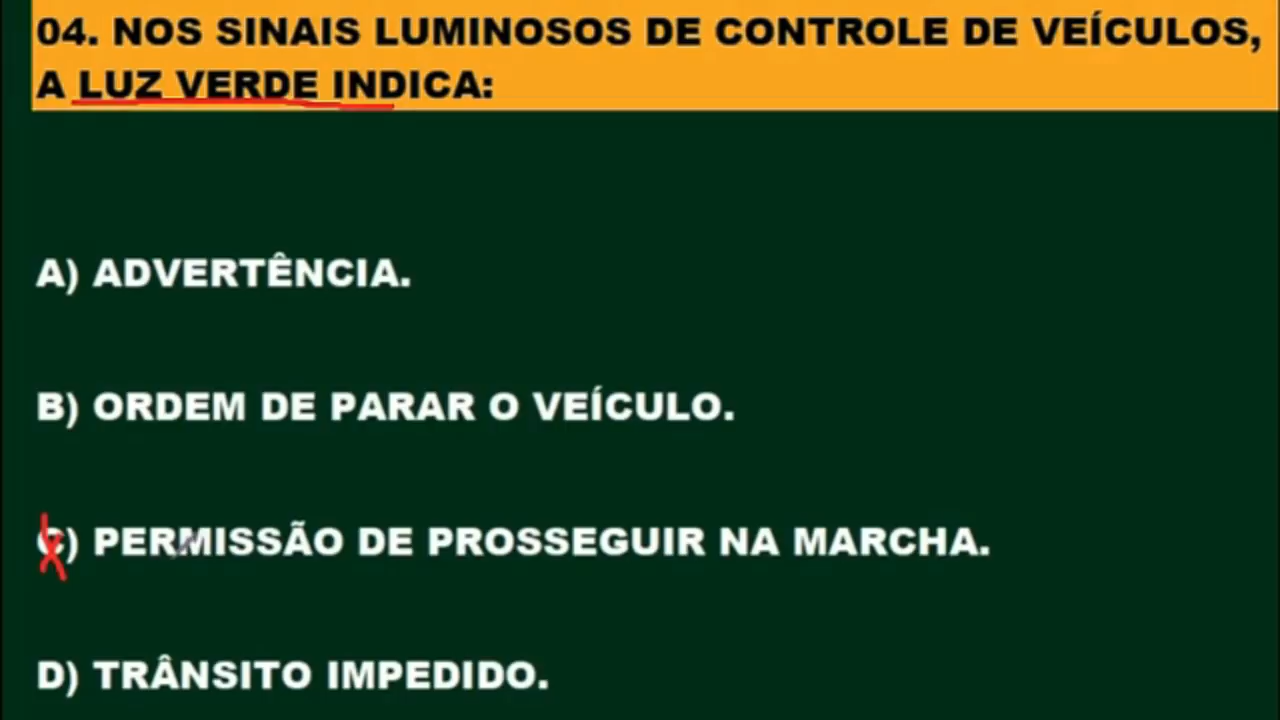 04. NOS SINAIS LUMINOSOS DE CONTROLE DE VEÍCULOS,
A LUZ VERDE INDICA:
A) ADVERTÊNCIA.
B) ORDEM DE PARAR O VEÍCULO.
C) PERMISSÃO DE PROSSEGUIR NA MARCHA.
D) TRÂNSITO IMPEDIDO.